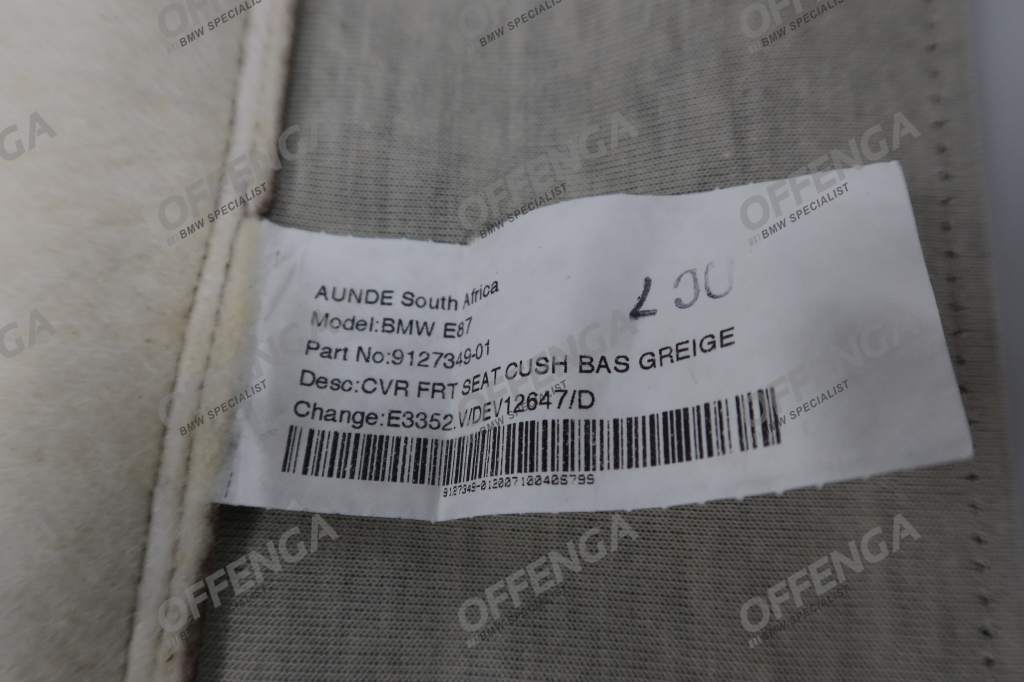 AUNDE South Africa
Model:BMW E87
Part No:9127349-01
Desc:CVR FRT SEAT CUSH BAS GREIGE
Change:E3352.V/DEV12647/D
OFFENGA
BMW SPECIALIST